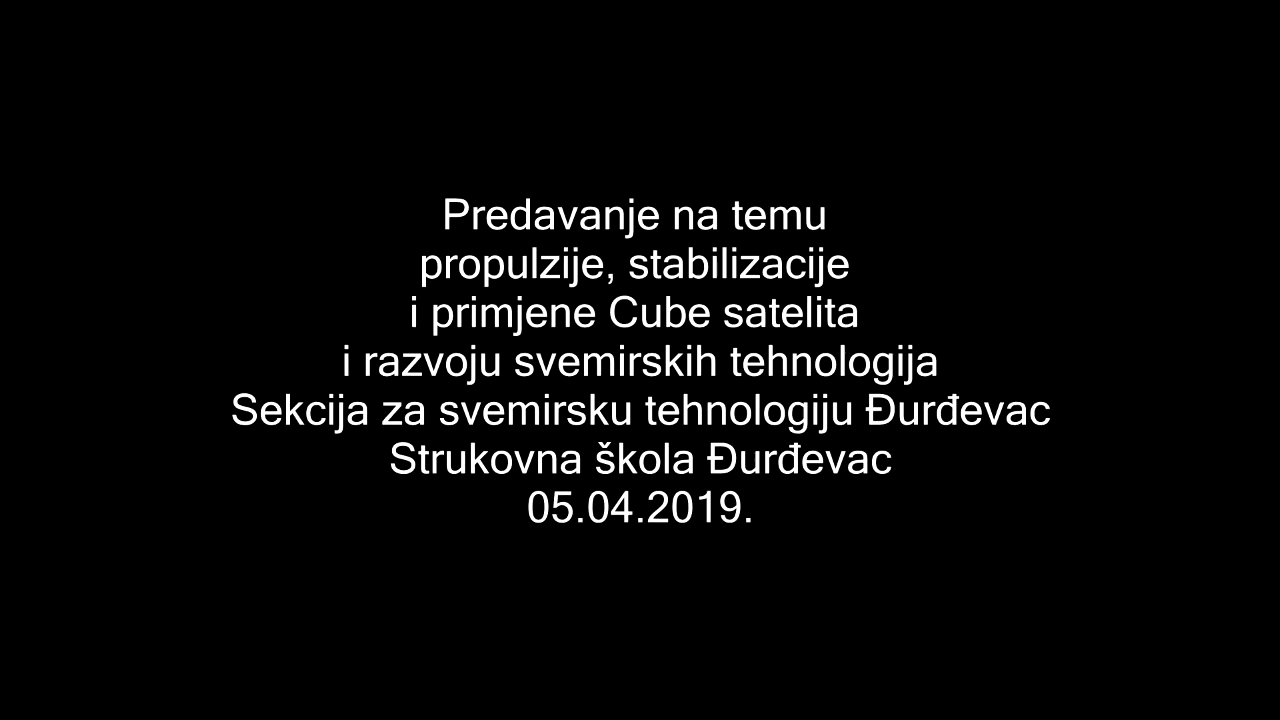 Predavanje na temu
propulzije, stabilizacije
i primjene Cube satelita
i razvoju svemirskih tehnologija
Sekcija za svemirsku tehnologiju Đurđevac
Strukovna škola Đurđevac
05.04.2019.